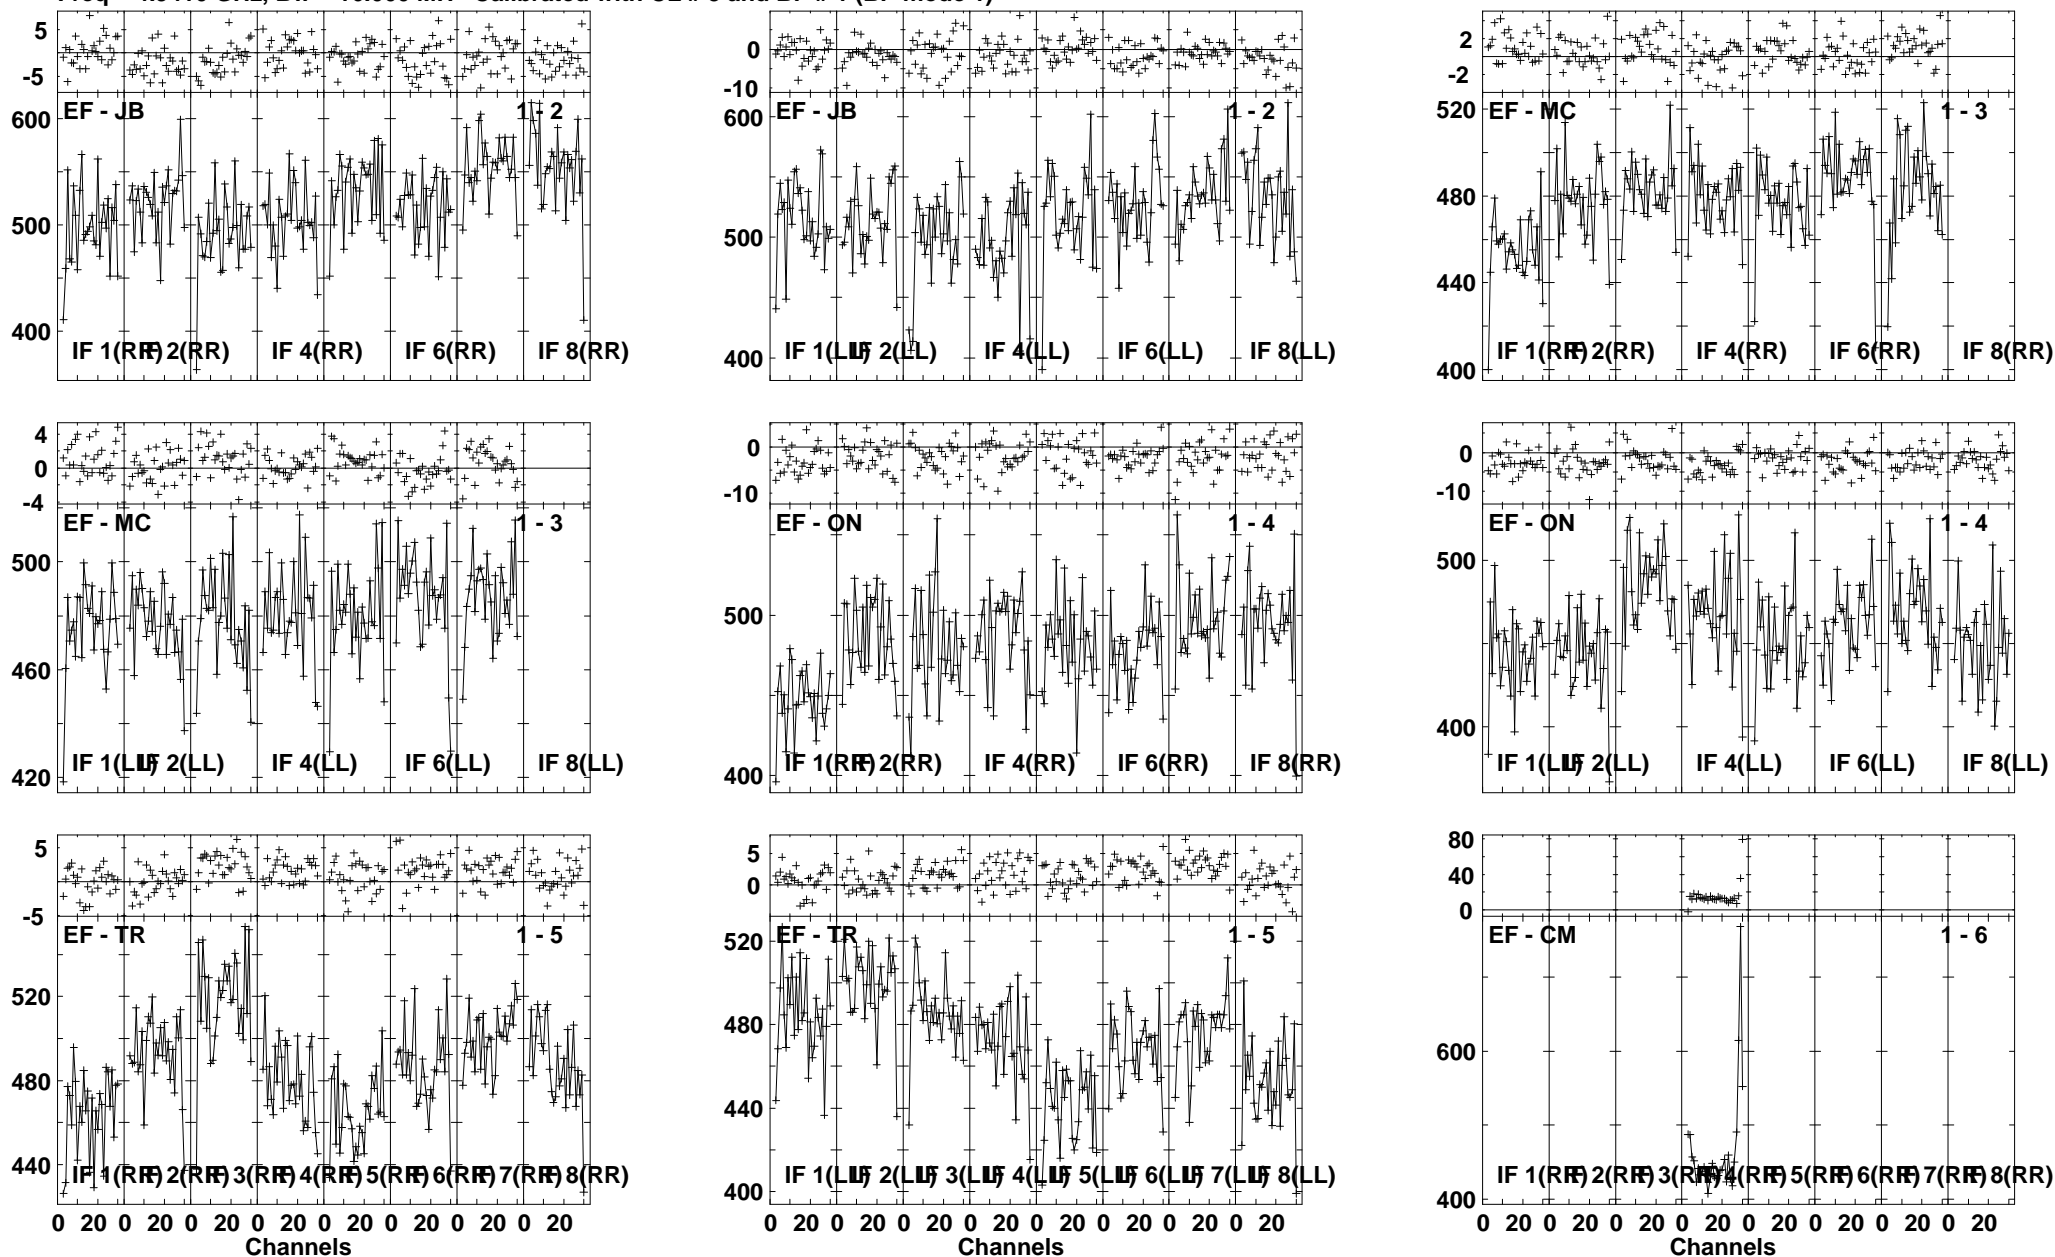 5
-5
EF - JB
1 - 2
600
500
400
IF 1(RR)
IF 2(RR)
IF 4(RR)
IF 6(RR)
IF 8(RR)
0
-10
EF - JB
1 - 2
600
500
400
IF 1(LL)
IF 2(LL)
IF 4(LL)
IF 6(LL)
IF 8(LL)
2
-2
EF - MC
1 - 3
520
480
440
400
IF 1(RR)
IF 2(RR)
IF 4(RR)
IF 6(RR)
IF 8(RR)
4
0
-4
EF - MC
1 - 3
500
460
420
IF 1(LL)
IF 2(LL)
IF 4(LL)
IF 6(LL)
IF 8(LL)
0
-10
EF - ON
1 - 4
500
400
IF 1(RR)
IF 2(RR)
IF 4(RR)
IF 6(RR)
IF 8(RR)
0
-10
EF - ON
1 - 4
500
400
IF 1(LL)
IF 2(LL)
IF 4(LL)
IF 6(LL)
IF 8(LL)
5
-5
EF - TR
1 - 5
520
480
440
IF 1(RR)
IF 2(RR)
IF 3(RR)
IF 4(RR)
IF 5(RR)
IF 6(RR)
IF 7(RR)
IF 8(RR)
0 20 0 20 0 20 0 20 0 20 0 20 0 20 0 20
Channels
5
0
EF - TR
1 - 5
520
480
440
400
IF 1(LL)
IF 2(LL)
IF 3(LL)
IF 4(LL)
IF 5(LL)
IF 6(LL)
IF 7(LL)
IF 8(LL)
0 20 0 20 0 20 0 20 0 20 0 20 0 20 0 20
Channels
80
40
0
EF - CM
1 - 6
600
400
IF 1(RR)
IF 2(RR)
IF 3(RR)
IF 4(RR)
IF 5(RR)
IF 6(RR)
IF 7(RR)
IF 8(RR)
0 20 0 20 0 20 0 20 0 20 0 20 0 20 0 20
Channels